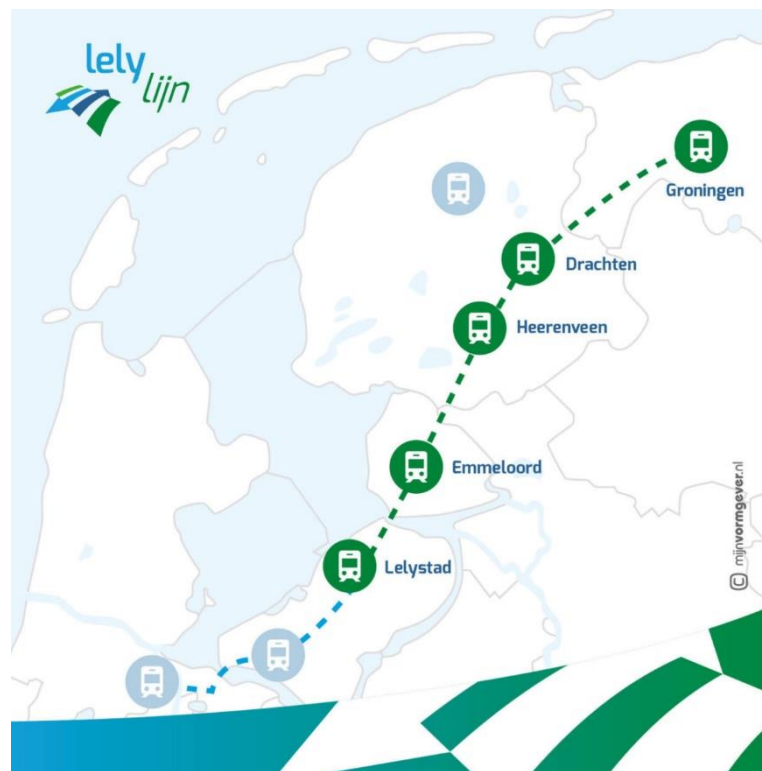 lely
lijn
Groningen
Drachten
Heerenveen
Emmeloord
Lelystad
© mijnvormgever.nl